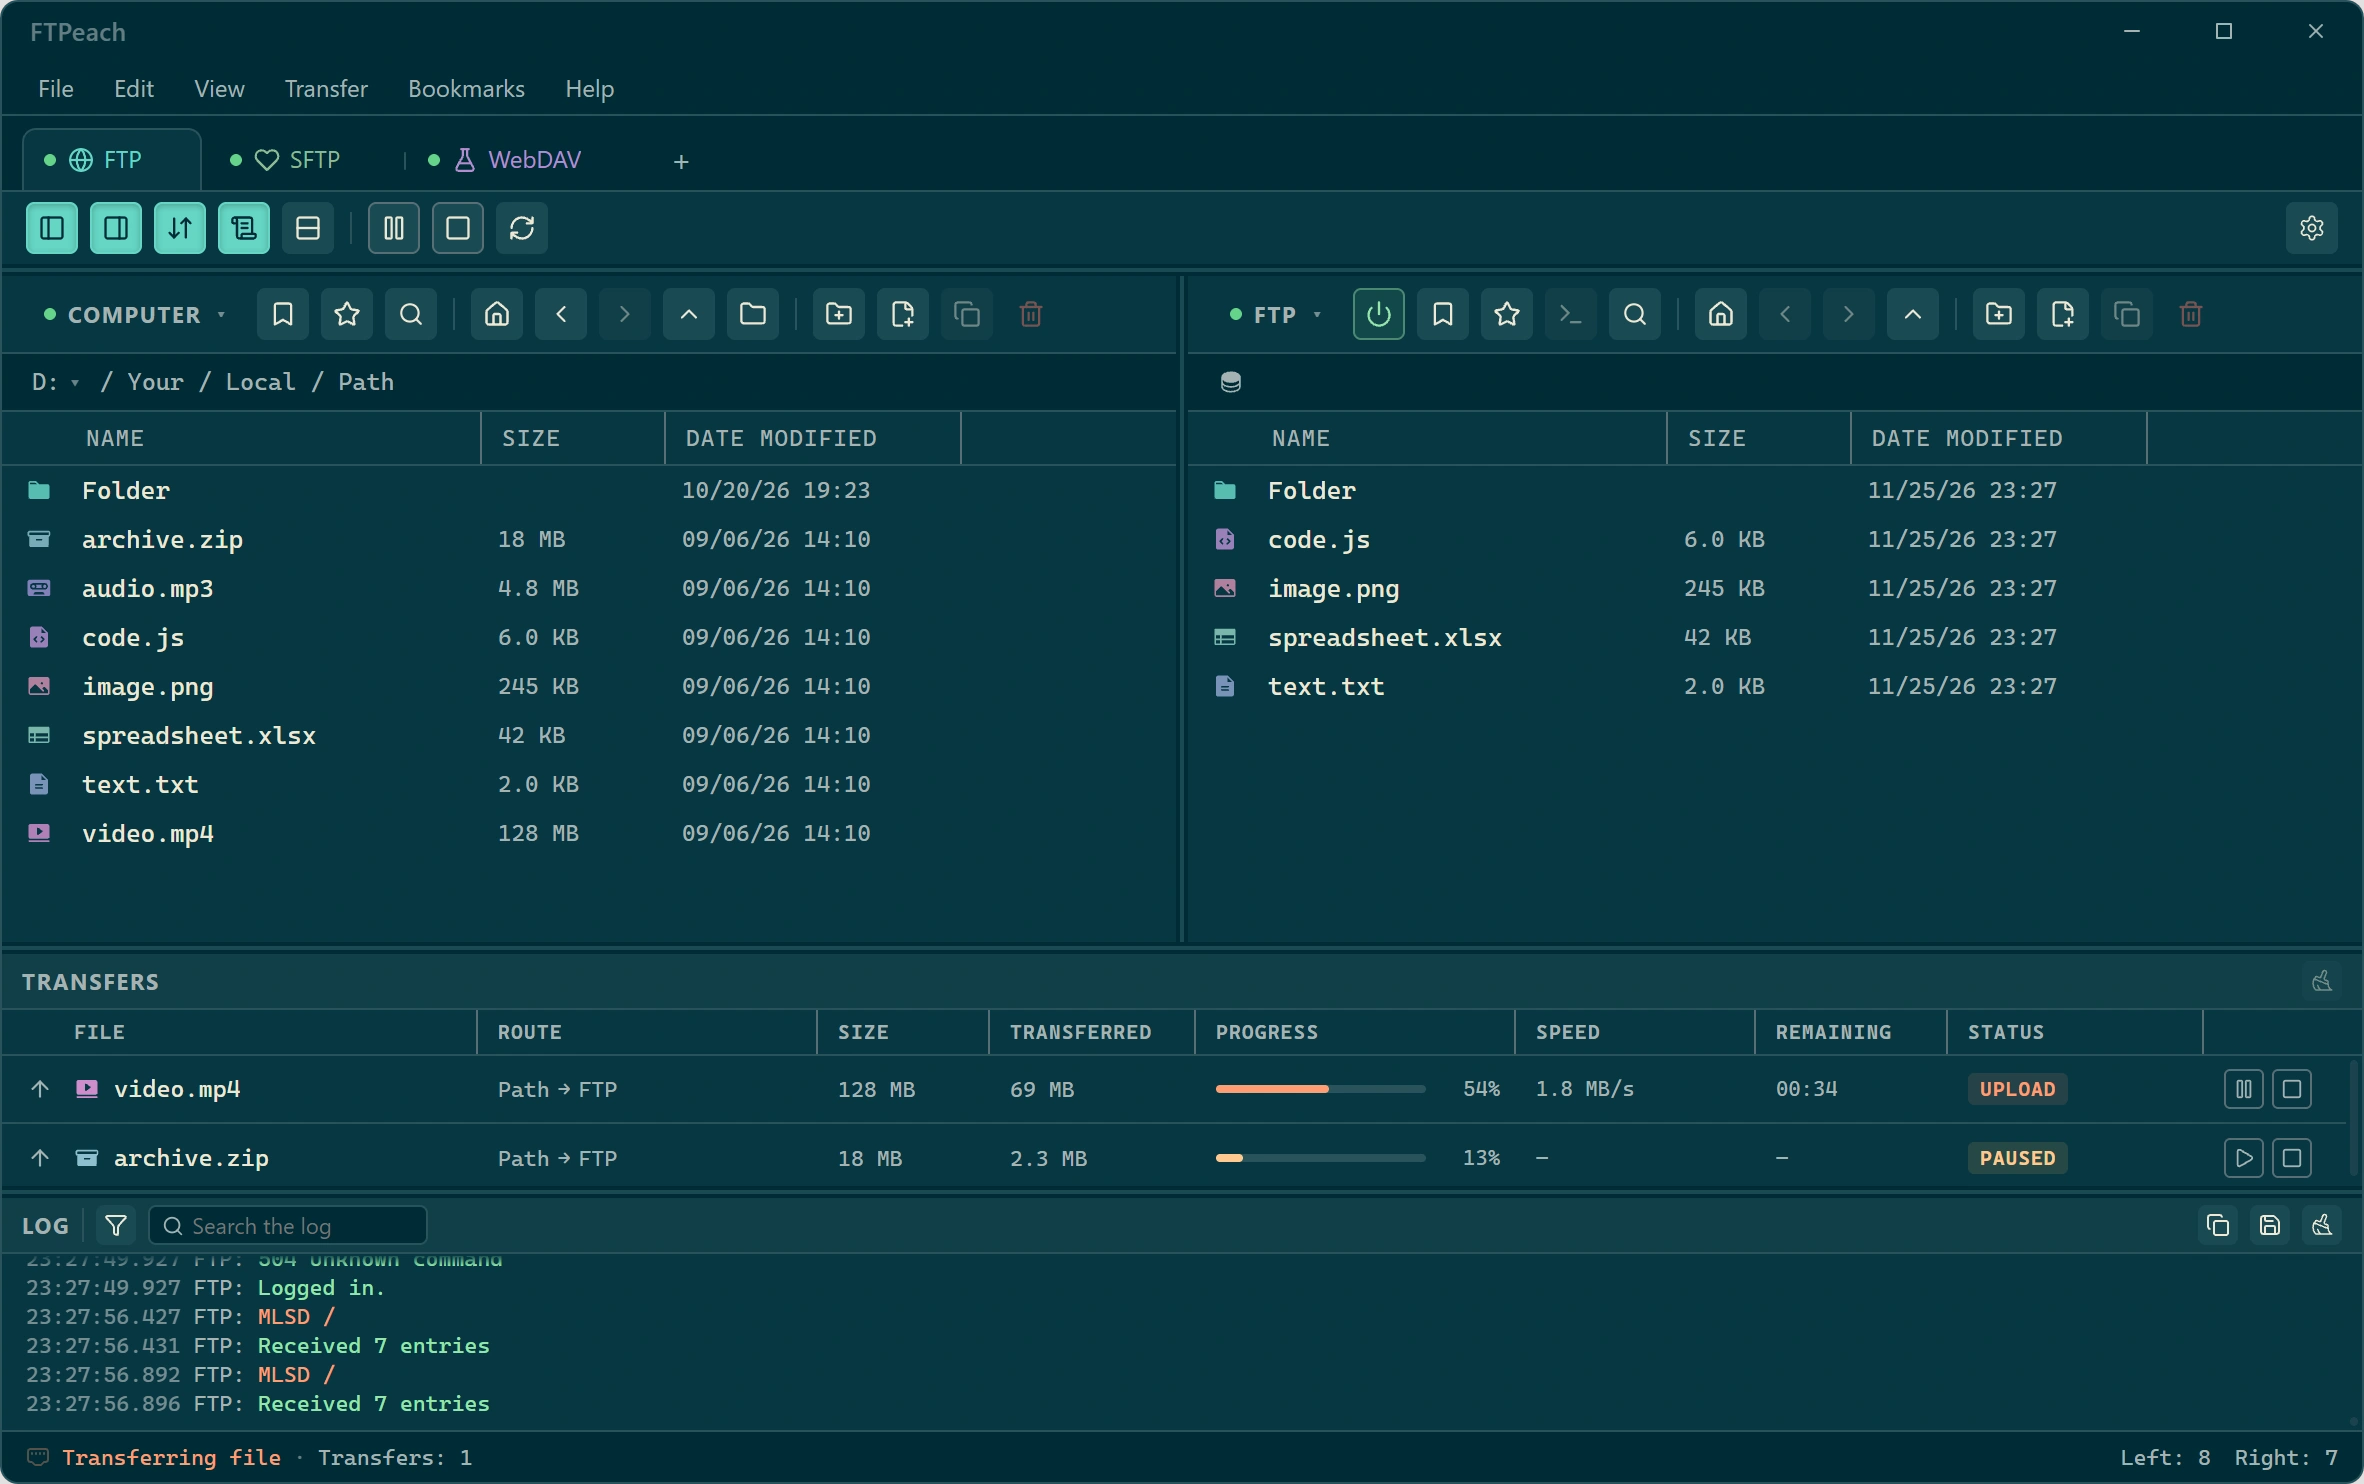 FTPeach
File Edit View Transfer Bookmarks Help
FTP SFTP WebDAV +
COMPUTER
FTP
D: / Your / Local / Path
NAME SIZE DATE MODIFIED
Folder 10/20/26 19:23
archive.zip 18 MB 09/06/26 14:10
audio.mp3 4.8 MB 09/06/26 14:10
code.js 6.0 KB 09/06/26 14:10
image.png 245 KB 09/06/26 14:10
spreadsheet.xlsx 42 KB 09/06/26 14:10
text.txt 2.0 KB 09/06/26 14:10
video.mp4 128 MB 09/06/26 14:10
NAME SIZE DATE MODIFIED
Folder 11/25/26 23:27
code.js 6.0 KB 11/25/26 23:27
image.png 245 KB 11/25/26 23:27
spreadsheet.xlsx 42 KB 11/25/26 23:27
text.txt 2.0 KB 11/25/26 23:27
TRANSFERS
FILE ROUTE SIZE TRANSFERRED PROGRESS SPEED REMAINING STATUS
video.mp4 Path → FTP 128 MB 69 MB 54% 1.8 MB/s 00:34 UPLOAD
archive.zip Path → FTP 18 MB 2.3 MB 13% — — PAUSED
LOG Search the log
23:27:49.927 FTP: 504 Unknown command
23:27:49.927 FTP: Logged in.
23:27:56.427 FTP: MLSD /
23:27:56.431 FTP: Received 7 entries
23:27:56.892 FTP: MLSD /
23:27:56.896 FTP: Received 7 entries
Transferring file · Transfers: 1
Left: 8 Right: 7